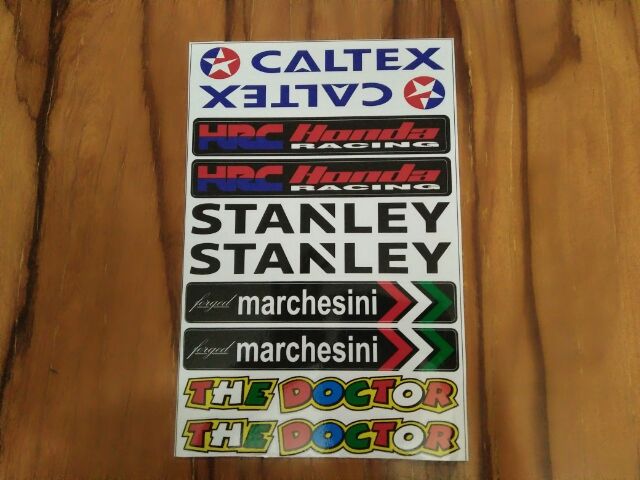 CALTEX
CALTEX
HRC Honda
RACING
HRC Honda
RACING
STANLEY
STANLEY
forged marchesini
forged marchesini
THE DOCTOR
THE DOCTOR